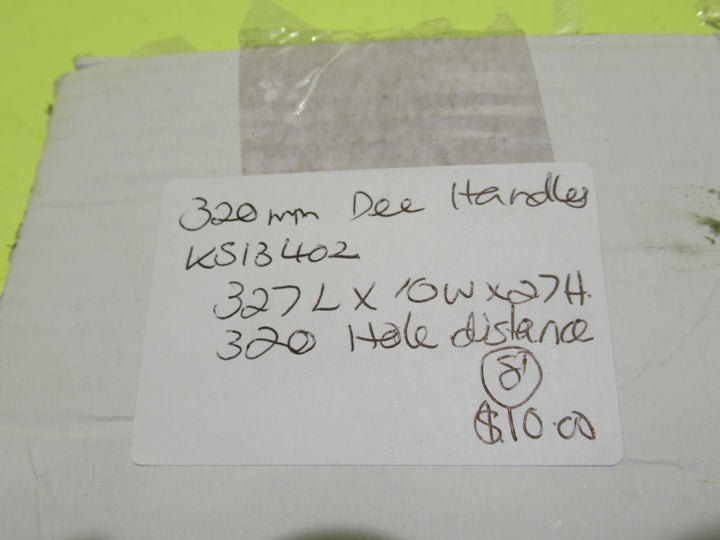 320mm Dee Handles
KS13402
327L X 10W X 27H.
320 Hole distance
8
$10.00